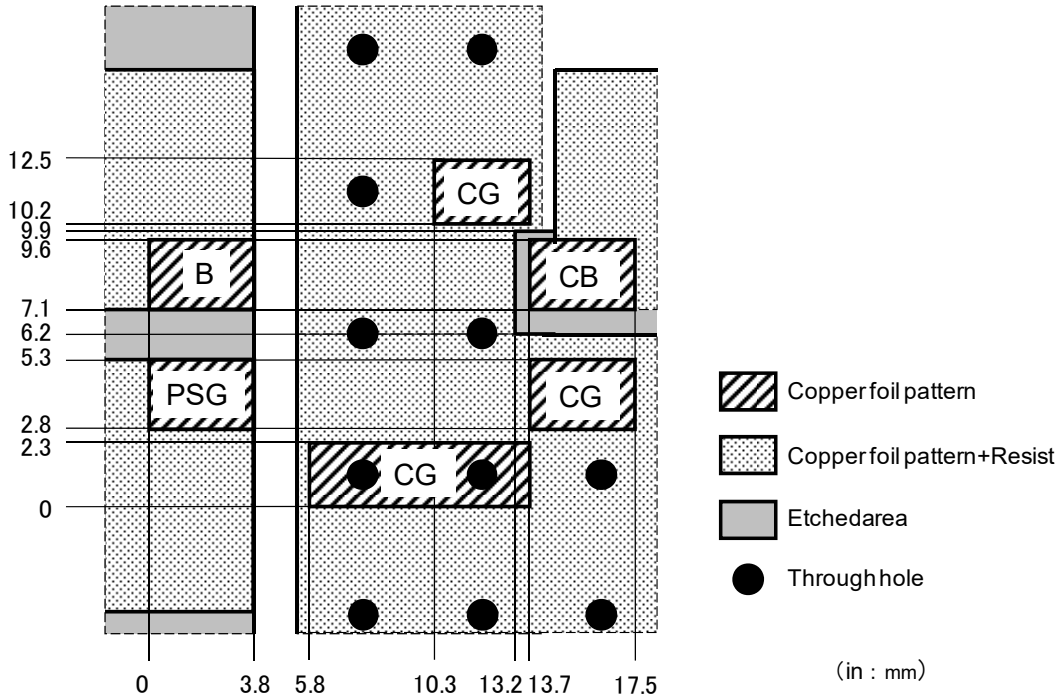 12.5
CG
10.2
9.9
9.6
B
CB
7.1
6.2
5.3
PSG
CG
2.8
2.3
CG
0
Copper foil pattern
Copper foil pattern+Resist
Etched area
Through hole
0 3.8 5.8 10.3 13.2 13.7 17.5
(in : mm)